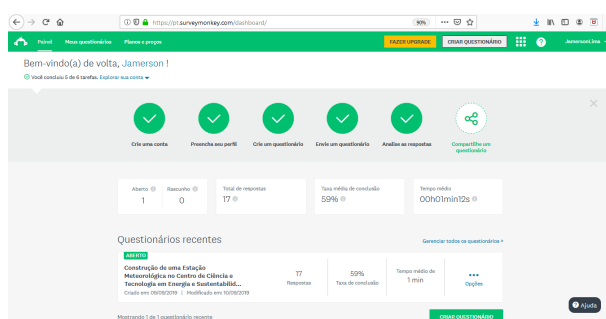 https://pt.surveymonkey.com/dashboard/
90%
Painel Meus questionários Planos e preços FAZER UPGRADE CRIAR QUESTIONÁRIO JamersonLima
Bem-vindo(a) de volta, Jamerson !
Você concluiu 5 de 6 tarefas. Explorar sua conta
Crie uma conta
Preencha seu perfil
Crie um questionário
Envie um questionário
Analise as respostas
Compartilhe um
questionário
Aberto Rascunho
1 0
Total de respostas
17
Taxa média de conclusão
59%
Tempo médio
00h01min12s
Questionários recentes
Gerenciar todos os questionários
ABERTO
Construção de uma Estação
Meteorológica no Centro de Ciência e
Tecnologia em Energia e Sustentabilid...
Criado em: 09/09/2019 | Modificado em: 10/09/2019
17
Respostas
59%
Taxa de conclusão
Tempo médio de
1 min
Opções
Mostrando 1 de 1 questionário recente
CRIAR QUESTIONÁRIO
Ajuda